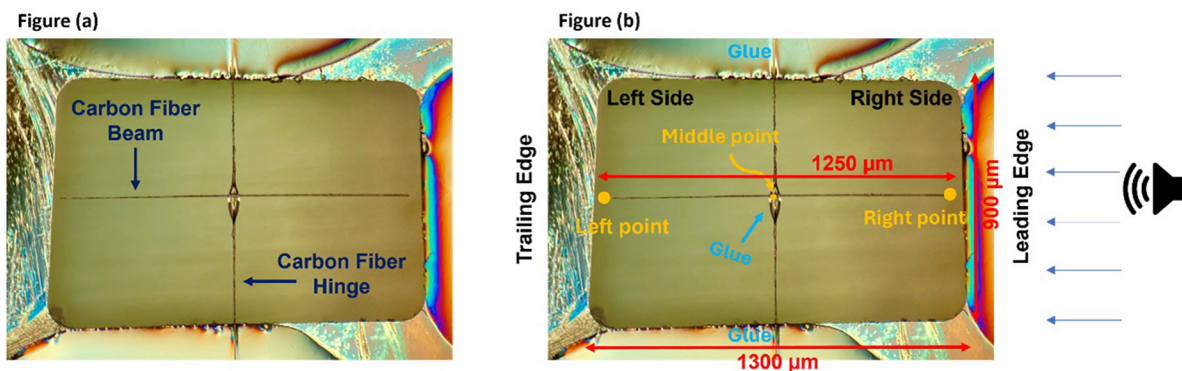 Figure (a)
Carbon Fiber
Beam
Carbon Fiber
Hinge
Figure (b)
Glue
Left Side
Right Side
Middle point
1250 µm
Trailing Edge
Left point
Glue
Right point
900 µm
Leading Edge
Glue
1300 µm